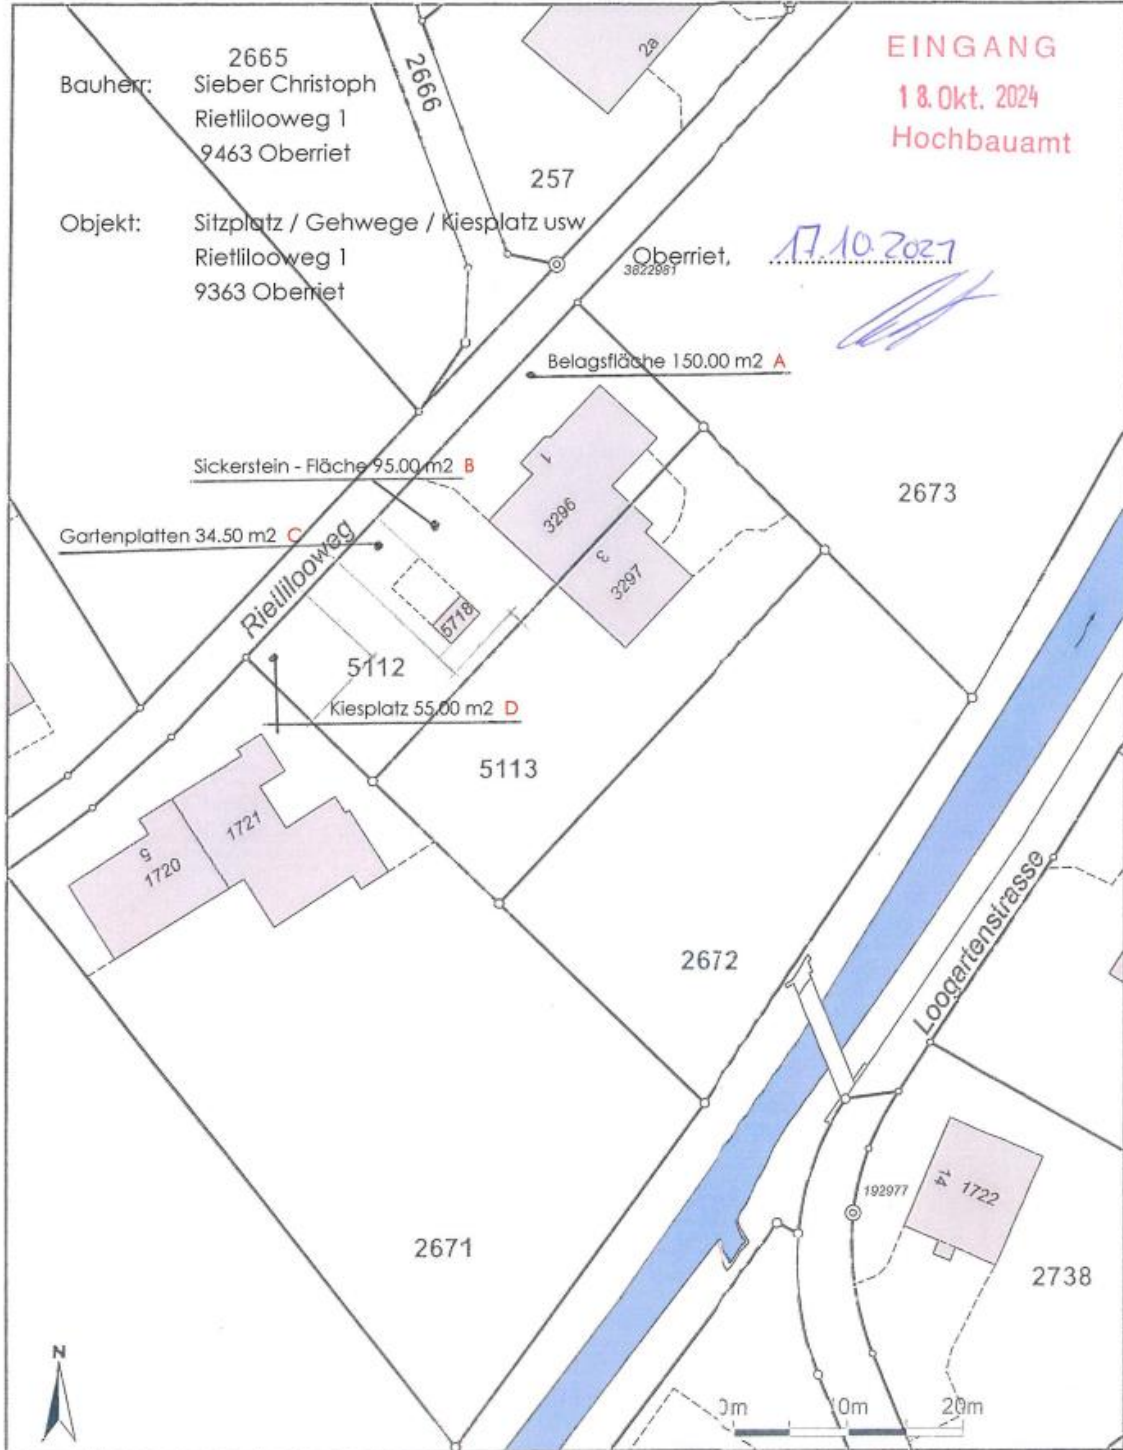 2665
Bauherr: Sieber Christoph
Rietlilooweg 1
9463 Oberriet
2666
2a
EINGANG
18. Okt. 2024
Hochbauamt
257
Objekt: Sitzplatz / Gehwege / Kiesplatz usw
Rietlilooweg 1
9363 Oberriet
Oberriet, 17.10.2021
3822981
Belagsfläche 150.00 m2 A
Sickerstein - Fläche 95.00 m2 B
1
3296
2673
Gartenplatten 34.50 m2 C
Rietlilooweg
3
3297
5718
5112
Kiesplatz 55.00 m2 D
5113
1721
5
1720
2672
Loogartenstrasse
192977
14
1722
2671
2738
N
0m 10m 20m